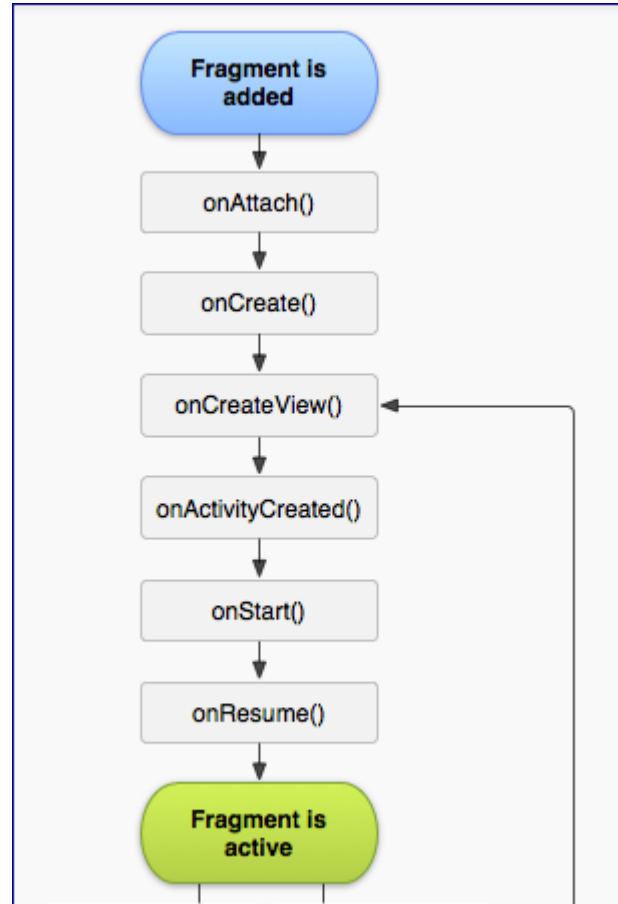 Fragment is
added
onAttach()
onCreate()
onCreateView()
onActivityCreated()
onStart()
onResume()
Fragment is
active